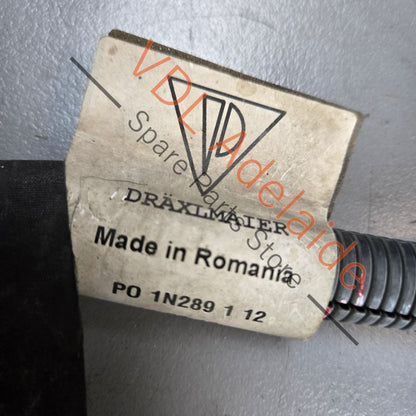 VDL Adelaide
Spare Parts Store
DRÄXLMAIER
Made in Romania
PO 1N289 1 12